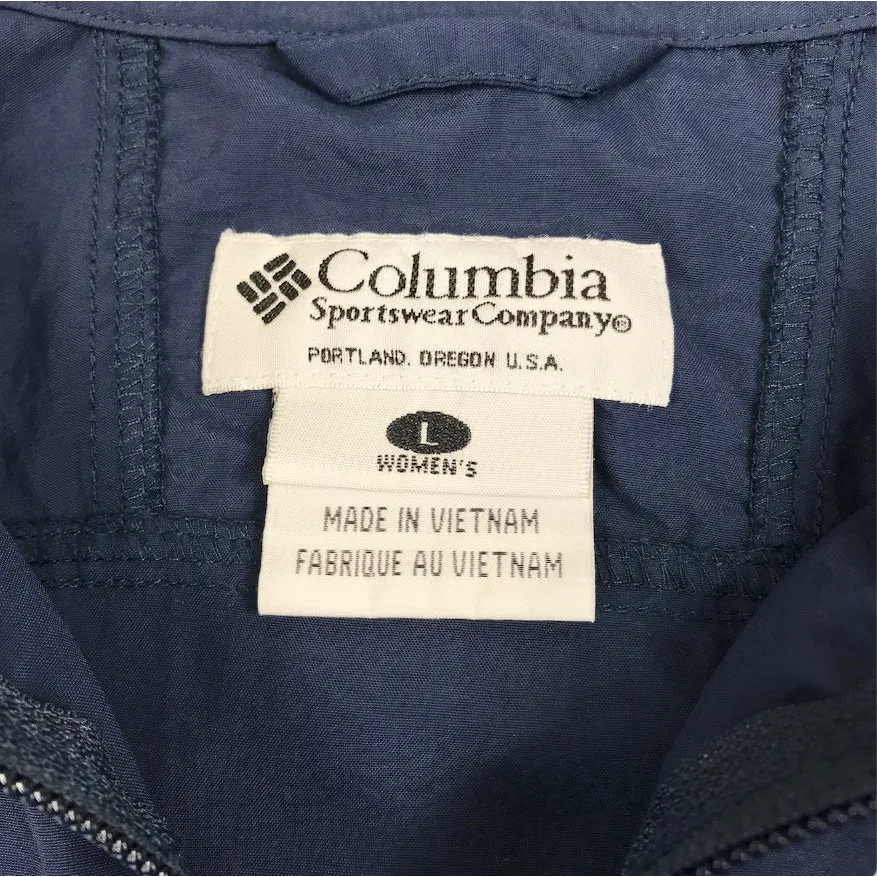 Columbia
Sportswear Company®
PORTLAND, OREGON U.S.A.
L
WOMEN'S
MADE IN VIETNAM
FABRIQUE AU VIETNAM